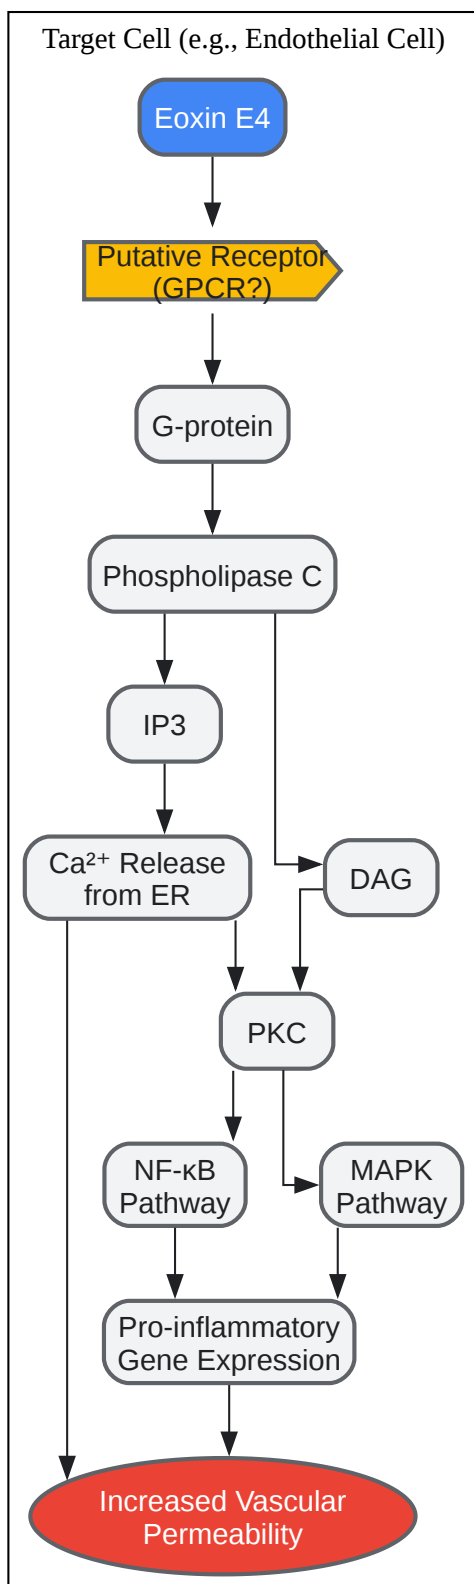 Target Cell (e.g., Endothelial Cell)
Eoxin E4
Putative Receptor
(GPCR?)
G-protein
Phospholipase C
IP3
Ca²⁺ Release
from ER
DAG
PKC
NF-κB
Pathway
MAPK
Pathway
Pro-inflammatory
Gene Expression
Increased Vascular
Permeability